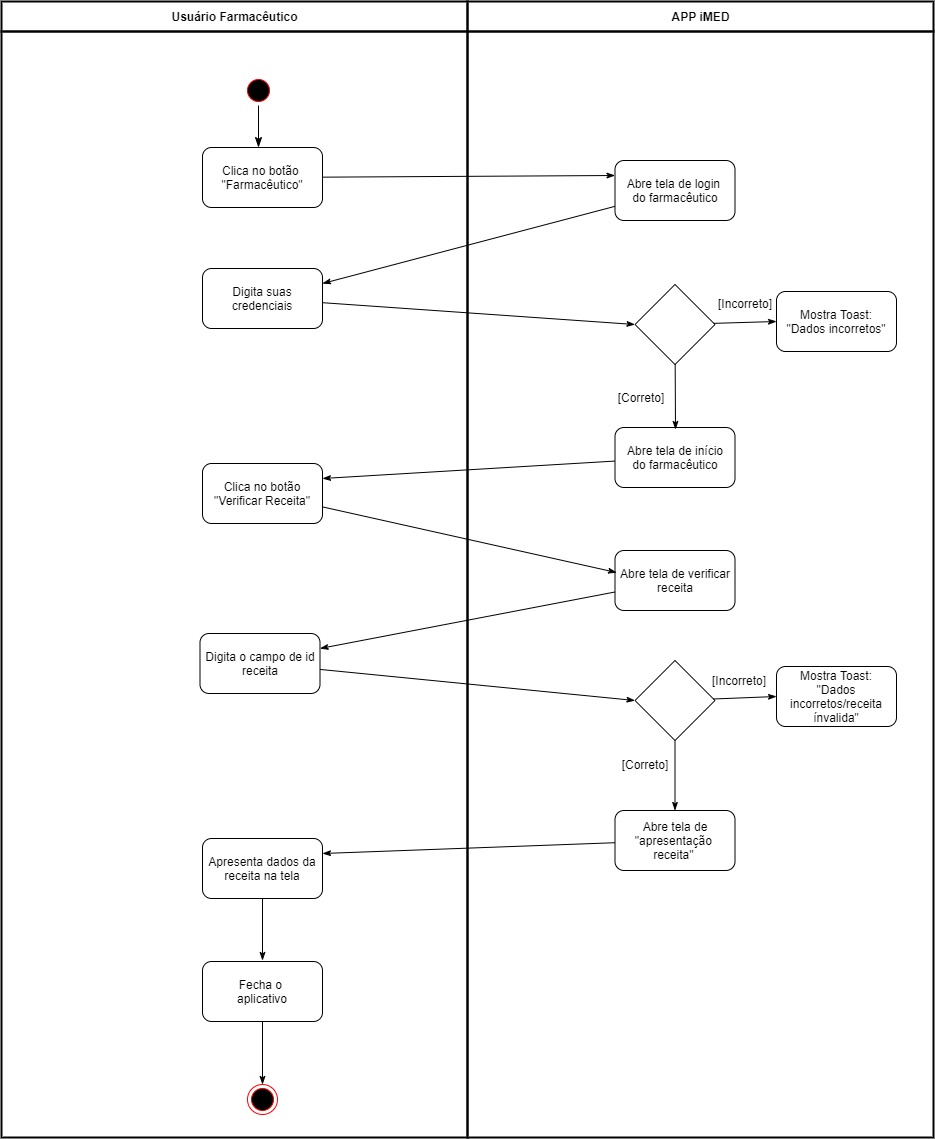 Usuário Farmacêutico
APP iMED
Clica no botão
"Farmacêutico"
Abre tela de login
do farmacêutico
Digita suas
credenciais
[Incorreto]
Mostra Toast:
"Dados incorretos"
[Correto]
Abre tela de início
do farmacêutico
Clica no botão
"Verificar Receita"
Abre tela de verificar
receita
Digita o campo de id
receita
[Incorreto]
Mostra Toast:
"Dados
incorretos/receita
ínvalida"
[Correto]
Abre tela de
"apresentação
receita"
Apresenta dados da
receita na tela
Fecha o
aplicativo